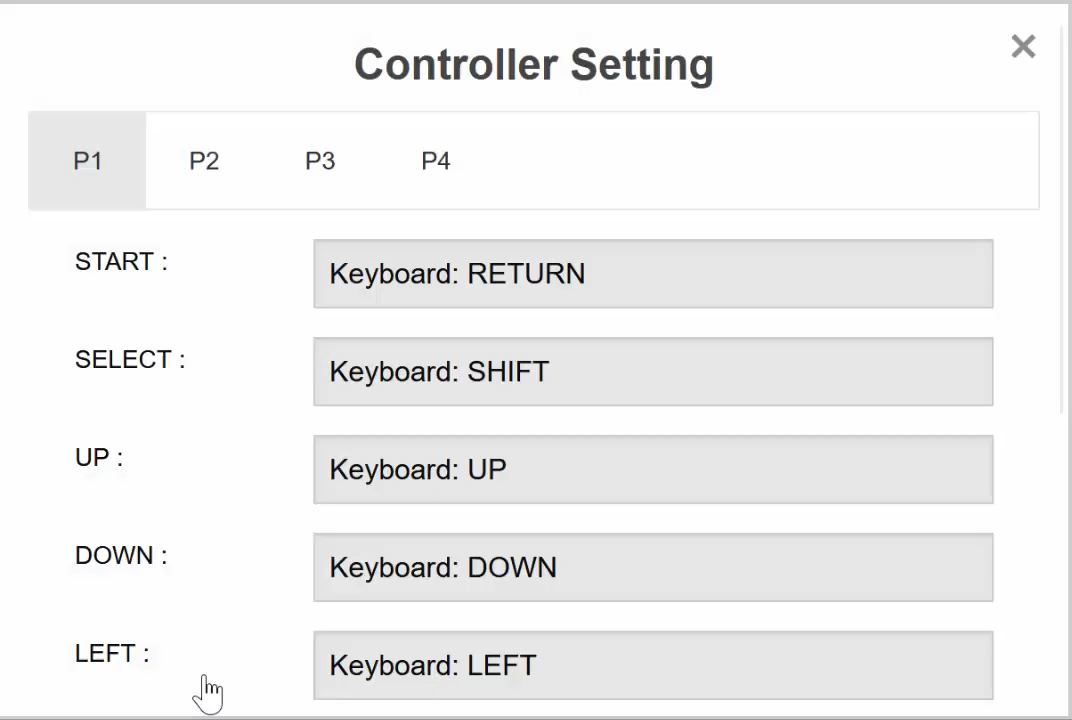 Controller Setting
×
P1 P2 P3 P4
START : Keyboard: RETURN
SELECT : Keyboard: SHIFT
UP : Keyboard: UP
DOWN : Keyboard: DOWN
LEFT : Keyboard: LEFT